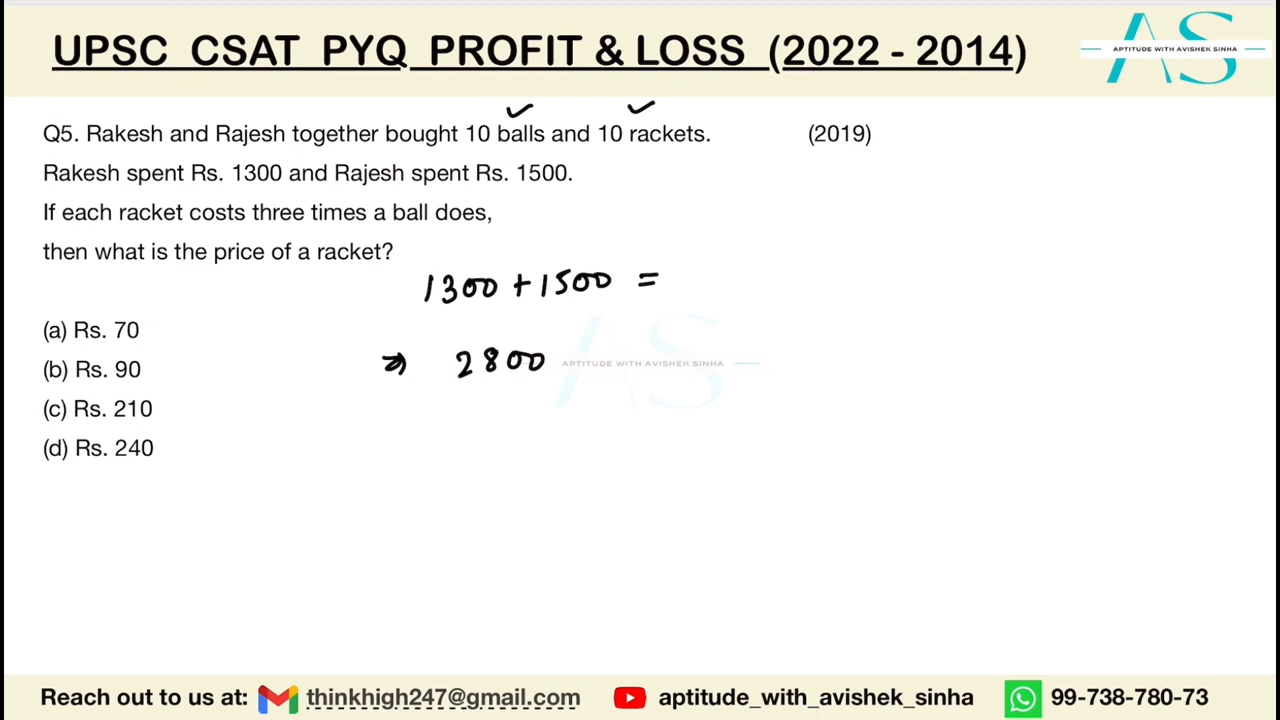 UPSC CSAT PYQ PROFIT & LOSS (2022 - 2014)
APTITUDE WITH AVISHEK SINHA
AS
Q5. Rakesh and Rajesh together bought 10 balls and 10 rackets. (2019)
Rakesh spent Rs. 1300 and Rajesh spent Rs. 1500.
If each racket costs three times a ball does,
then what is the price of a racket?
1300 + 1500 =
(a) Rs. 70
⇒ 2800
APTITUDE WITH AVISHEK SINHA
AS
(b) Rs. 90
(c) Rs. 210
(d) Rs. 240
Reach out to us at: thinkhigh247@gmail.com aptitude_with_avishek_sinha 99-738-780-73